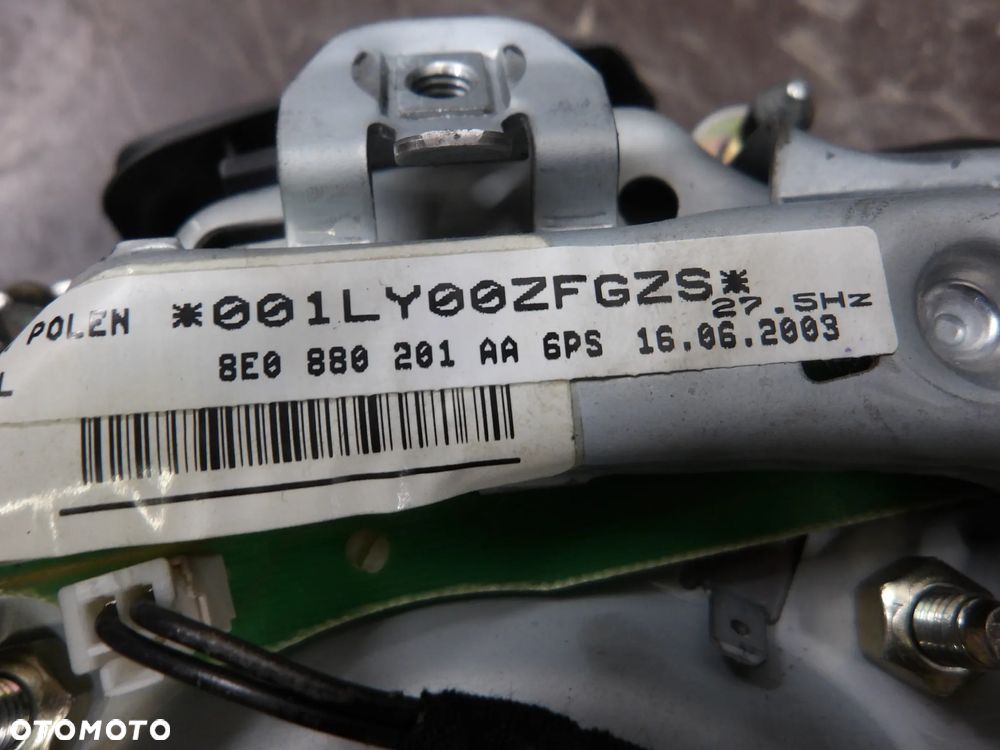 POLEN *001LY00ZFGZS*
27.5Hz
L 8E0 880 201 AA 6PS 16.06.2003
OTOMOTO